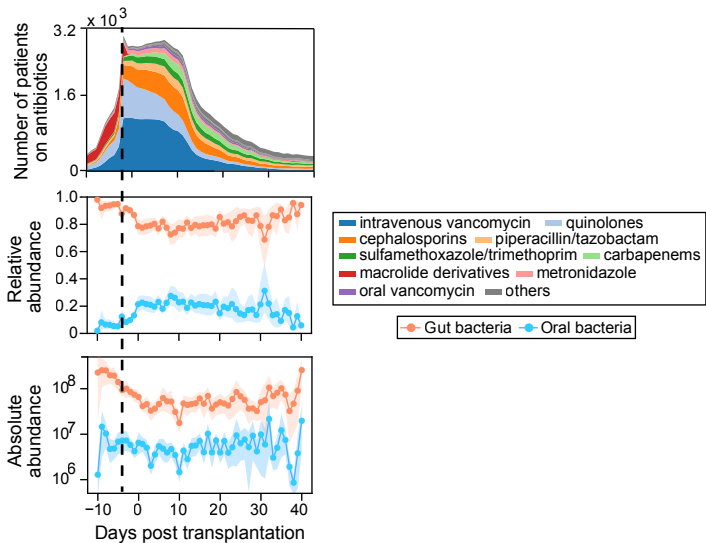 x 10³
3.2
1.6
0
Number of patients
on antibiotics
1.0
0.8
0.6
0.4
0.2
0
Relative
abundance
10⁸
10⁷
10⁶
Absolute
abundance
−10 0 10 20 30 40
Days post transplantation
intravenous vancomycin quinolones
cephalosporins piperacillin/tazobactam
sulfamethoxazole/trimethoprim carbapenems
macrolide derivatives metronidazole
oral vancomycin others
Gut bacteria Oral bacteria